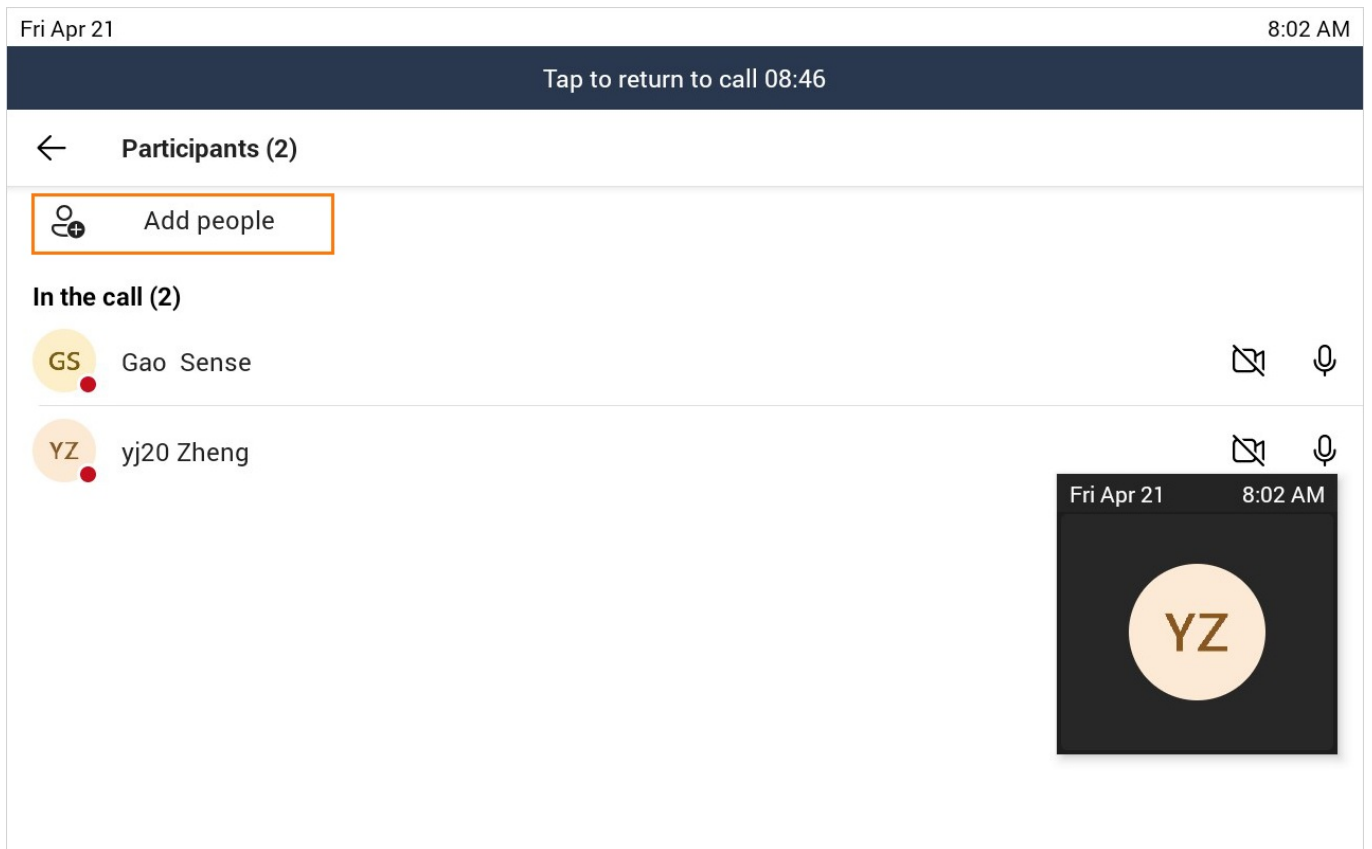 Fri Apr 21 8:02 AM
Tap to return to call 08:46
Participants (2)
Add people
In the call (2)
GS Gao Sense
YZ yj20 Zheng
Fri Apr 21 8:02 AM
YZ